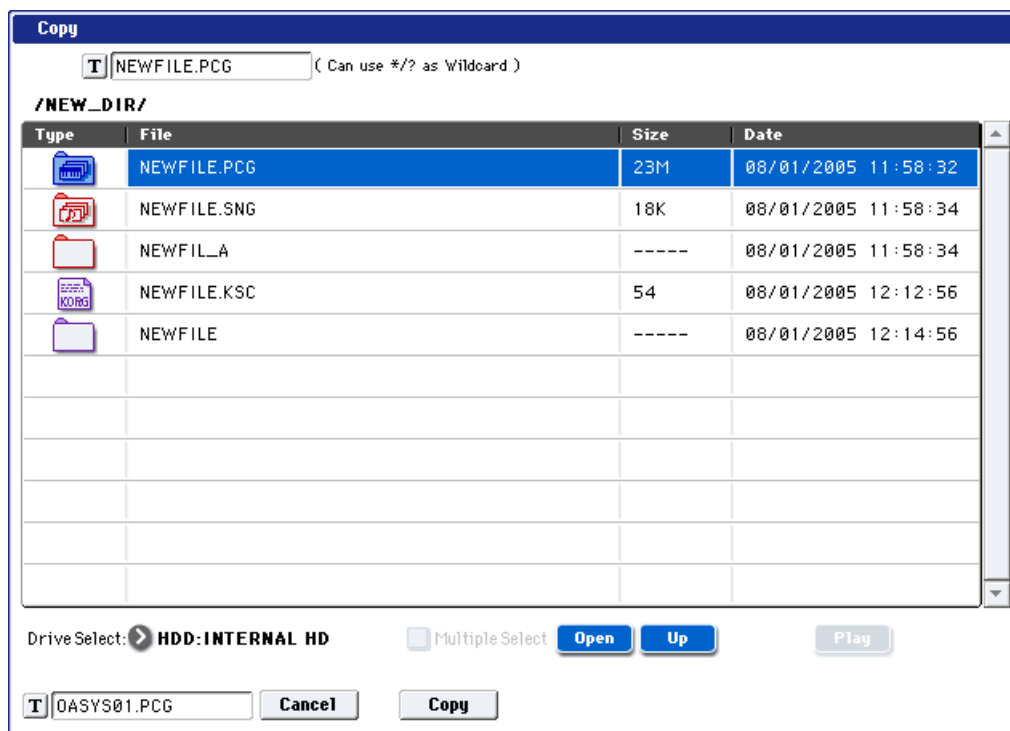 Copy
T NEWFILE.PCG ( Can use */? as Wildcard )
/NEW_DIR/
Type File Size Date
NEWFILE.PCG 23M 08/01/2005 11:58:32
NEWFILE.SNG 18K 08/01/2005 11:58:34
NEWFIL_A ----- 08/01/2005 11:58:34
KORG NEWFILE.KSC 54 08/01/2005 12:12:56
NEWFILE ----- 08/01/2005 12:14:56
Drive Select: HDD:INTERNAL HD Multiple Select Open Up Play
T OASYS01.PCG Cancel Copy